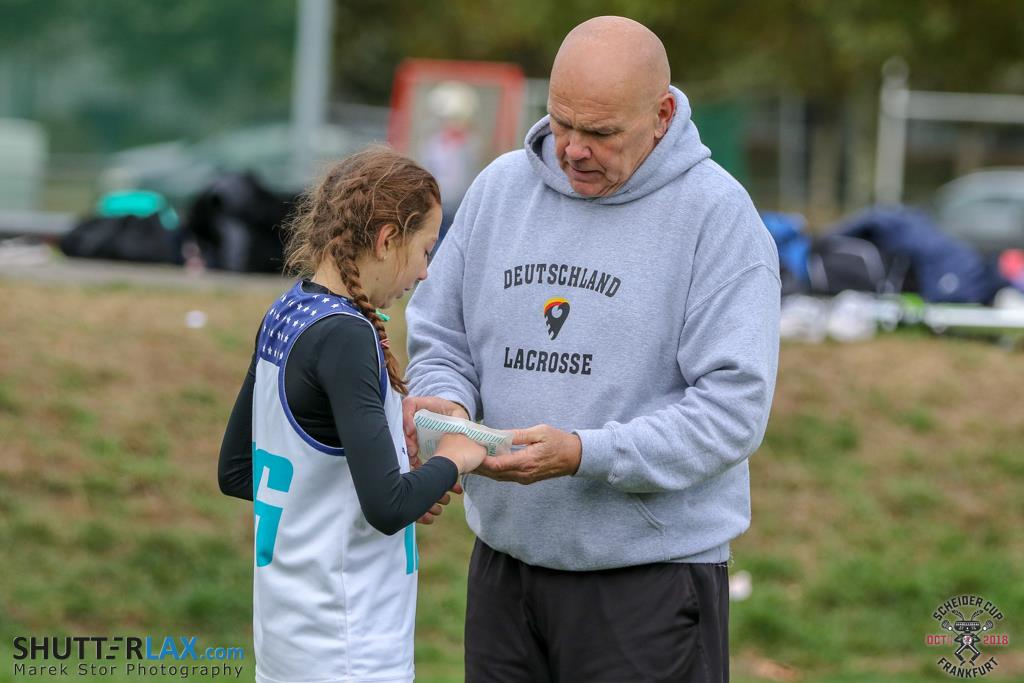 DEUTSCHLAND
LACROSSE
SHUTTERLAX.com
Marek Stor Photography
SCHEIDER CUP
OCT 2018
FRANKFURT